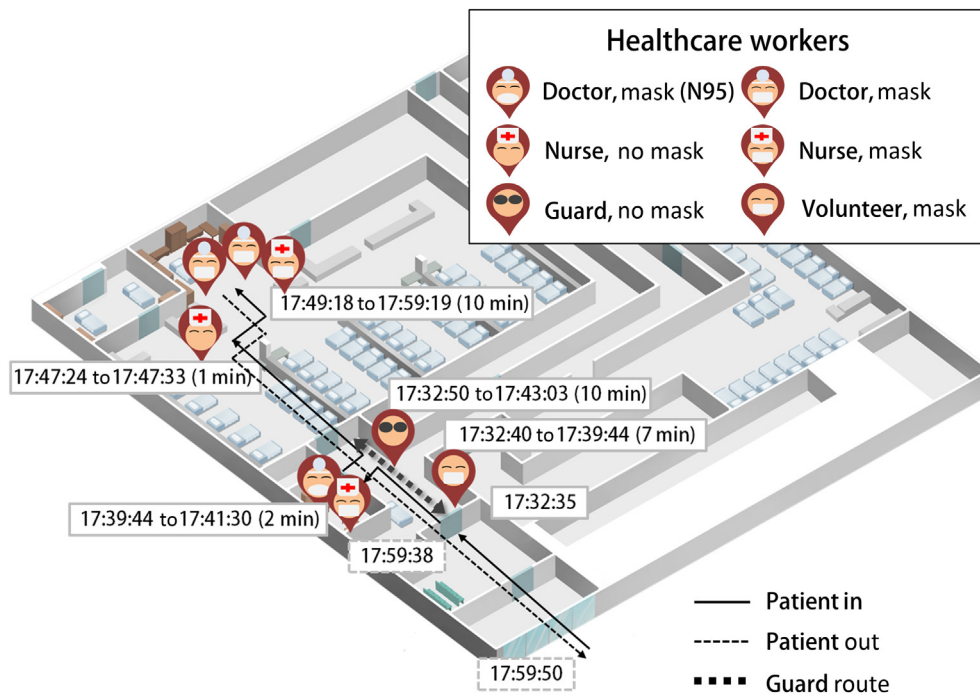 Healthcare workers
Doctor, mask (N95)
Doctor, mask
Nurse, no mask
Nurse, mask
Guard, no mask
Volunteer, mask
17:49:18 to 17:59:19 (10 min)
17:47:24 to 17:47:33 (1 min)
17:32:50 to 17:43:03 (10 min)
17:32:40 to 17:39:44 (7 min)
17:32:35
17:39:44 to 17:41:30 (2 min)
17:59:38
Patient in
Patient out
17:59:50
Guard route